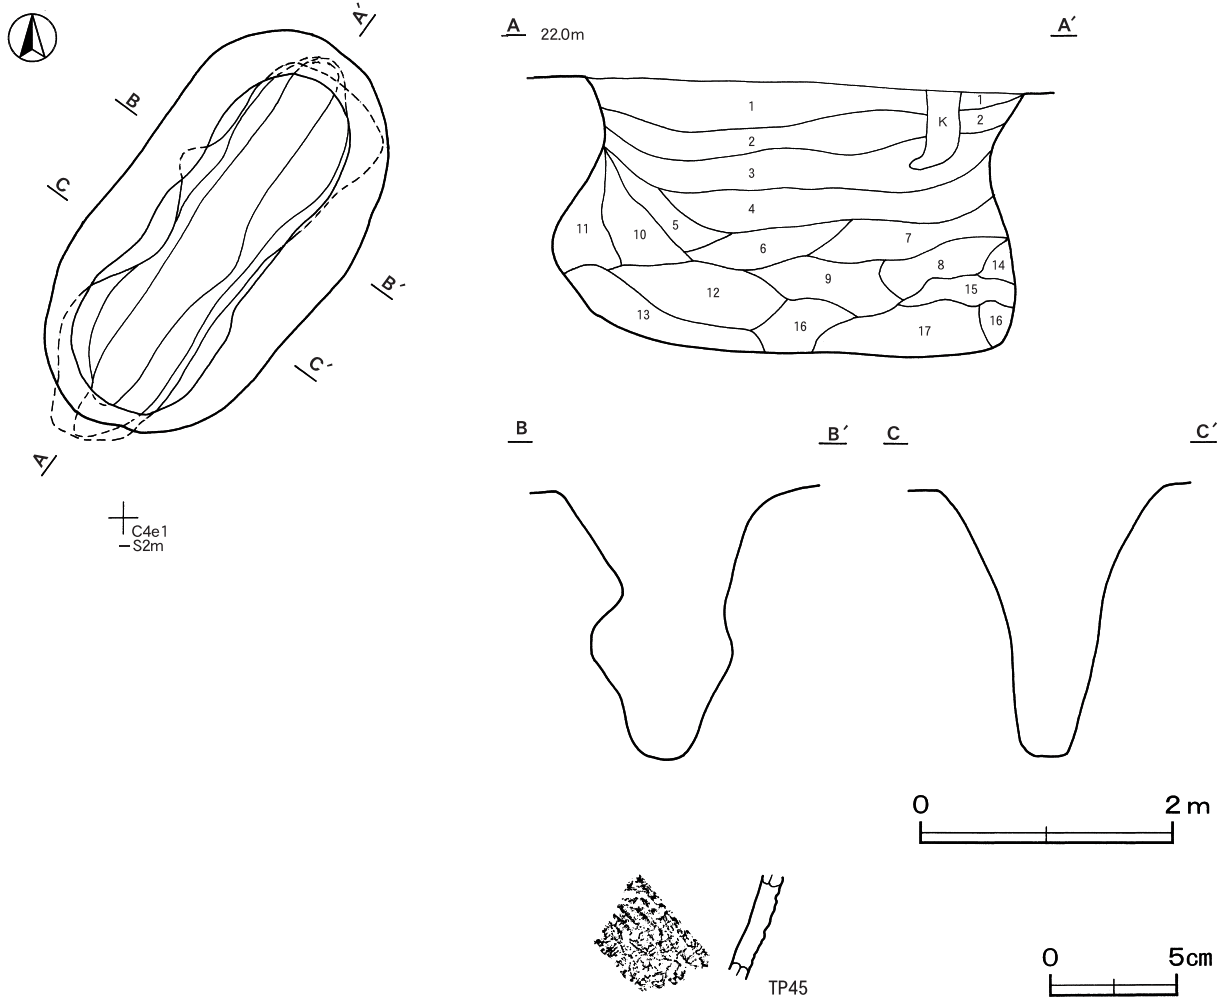 A′
B
C
B′
C′
A
C4e1
−S2m
A 22.0m A′
1 1
K
2 2
3
4
5
11 10 6 7
8 14
9
12 15
13 16 17 16
B B′ C C′
0 2m
0 5cm
TP45